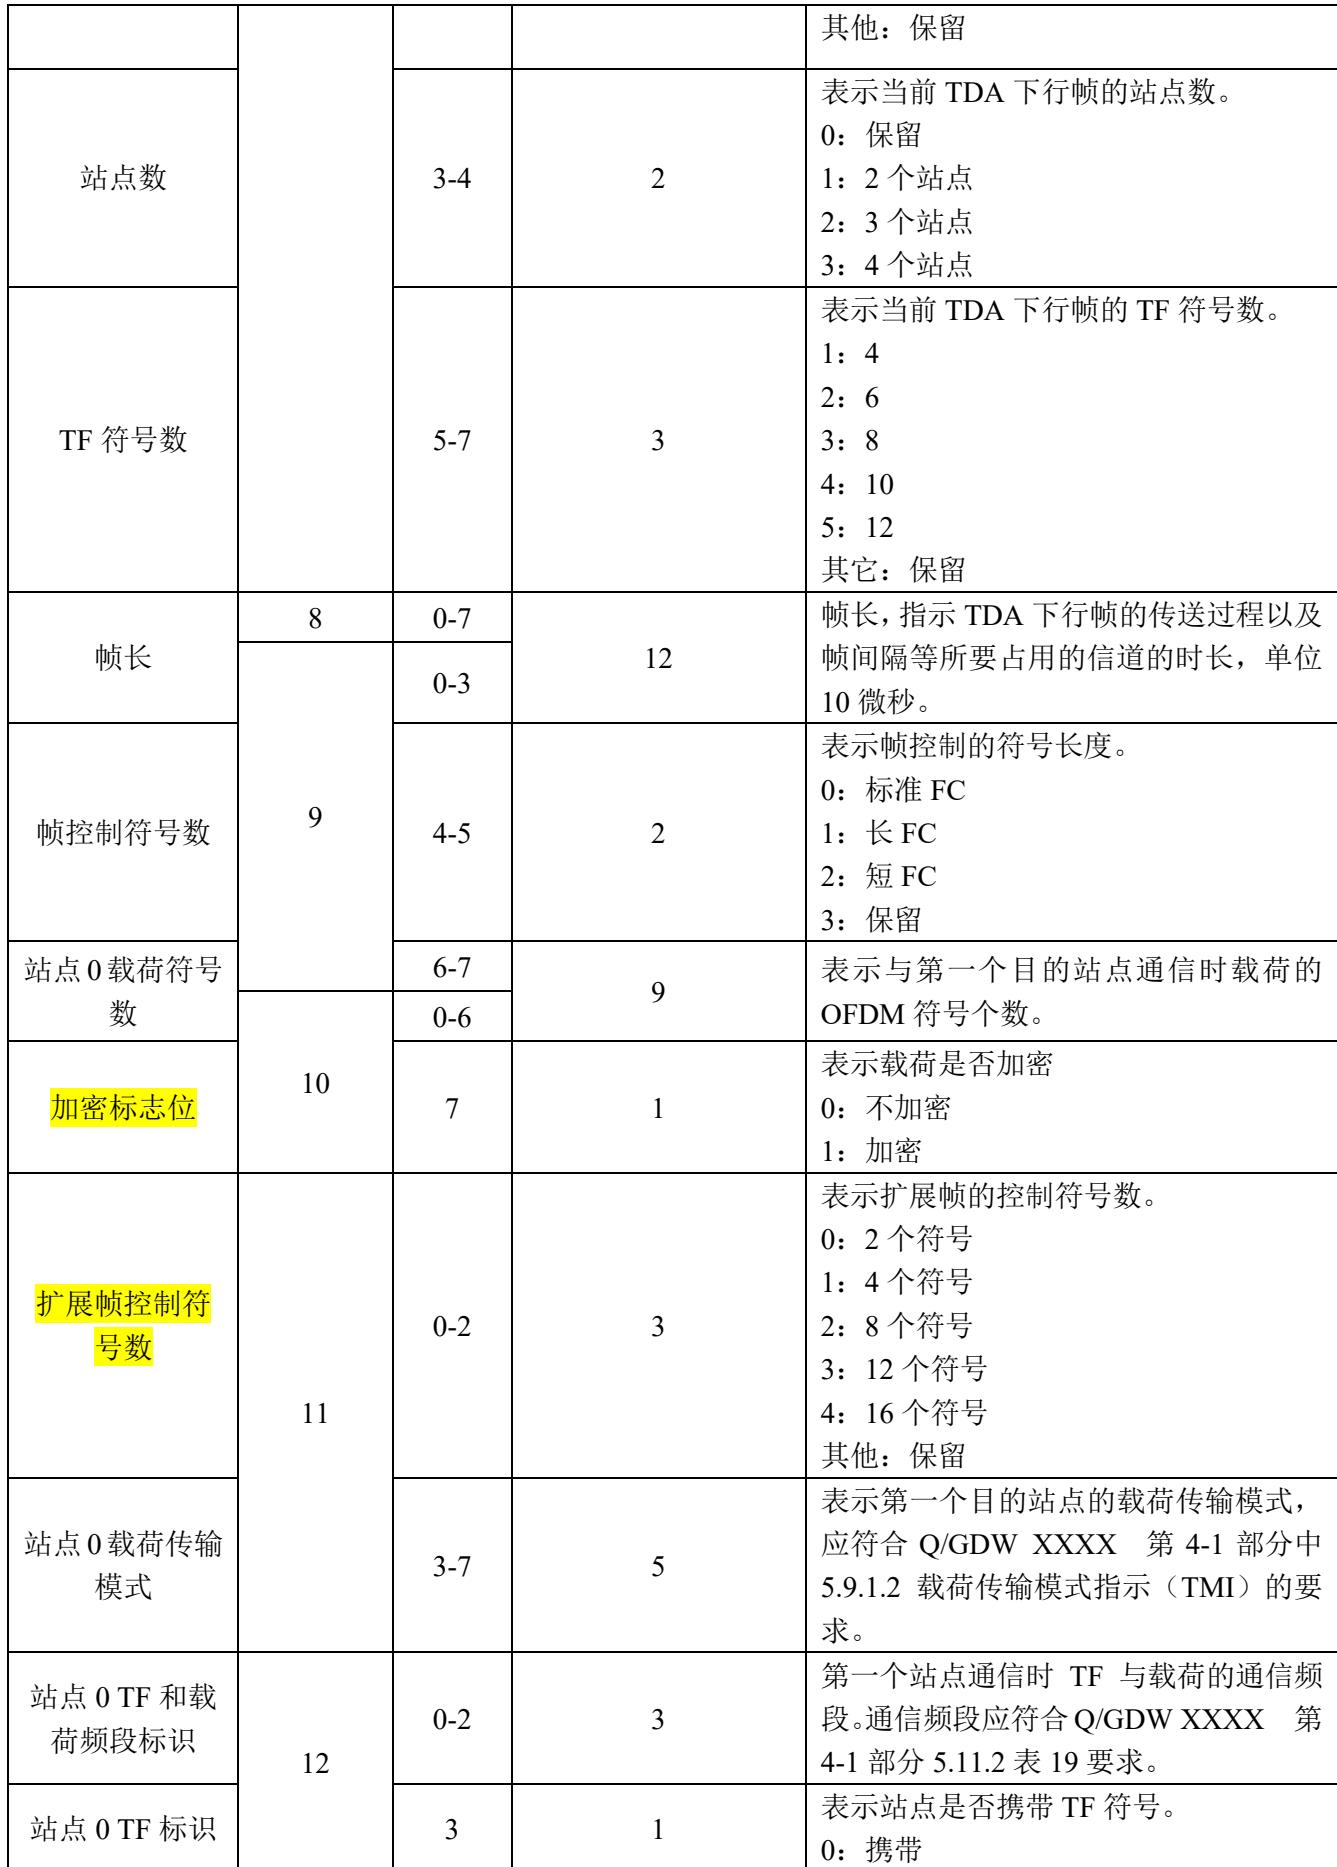 其他：保留
站点数
3-4
2
表示当前 TDA 下行帧的站点数。
0：保留
1：2 个站点
2：3 个站点
3：4 个站点
TF 符号数
5-7
3
表示当前 TDA 下行帧的 TF 符号数。
1：4
2：6
3：8
4：10
5：12
其它：保留
帧长
8
0-7
12
帧长，指示 TDA 下行帧的传送过程以及
帧间隔等所要占用的信道的时长，单位
10 微秒。
9
0-3
帧控制符号数
4-5
2
表示帧控制的符号长度。
0：标准 FC
1：长 FC
2：短 FC
3：保留
站点 0 载荷符号
数
6-7
9
表示与第一个目的站点通信时载荷的
OFDM 符号个数。
10
0-6
加密标志位
7
1
表示载荷是否加密
0：不加密
1：加密
扩展帧控制符
号数
11
0-2
3
表示扩展帧的控制符号数。
0：2 个符号
1：4 个符号
2：8 个符号
3：12 个符号
4：16 个符号
其他：保留
站点 0 载荷传输
模式
3-7
5
表示第一个目的站点的载荷传输模式，
应符合 Q/GDW XXXX 第 4-1 部分中
5.9.1.2 载荷传输模式指示（TMI）的要
求。
站点 0 TF 和载
荷频段标识
12
0-2
3
第一个站点通信时 TF 与载荷的通信频
段。通信频段应符合 Q/GDW XXXX 第
4-1 部分 5.11.2 表 19 要求。
站点 0 TF 标识
3
1
表示站点是否携带 TF 符号。
0：携带